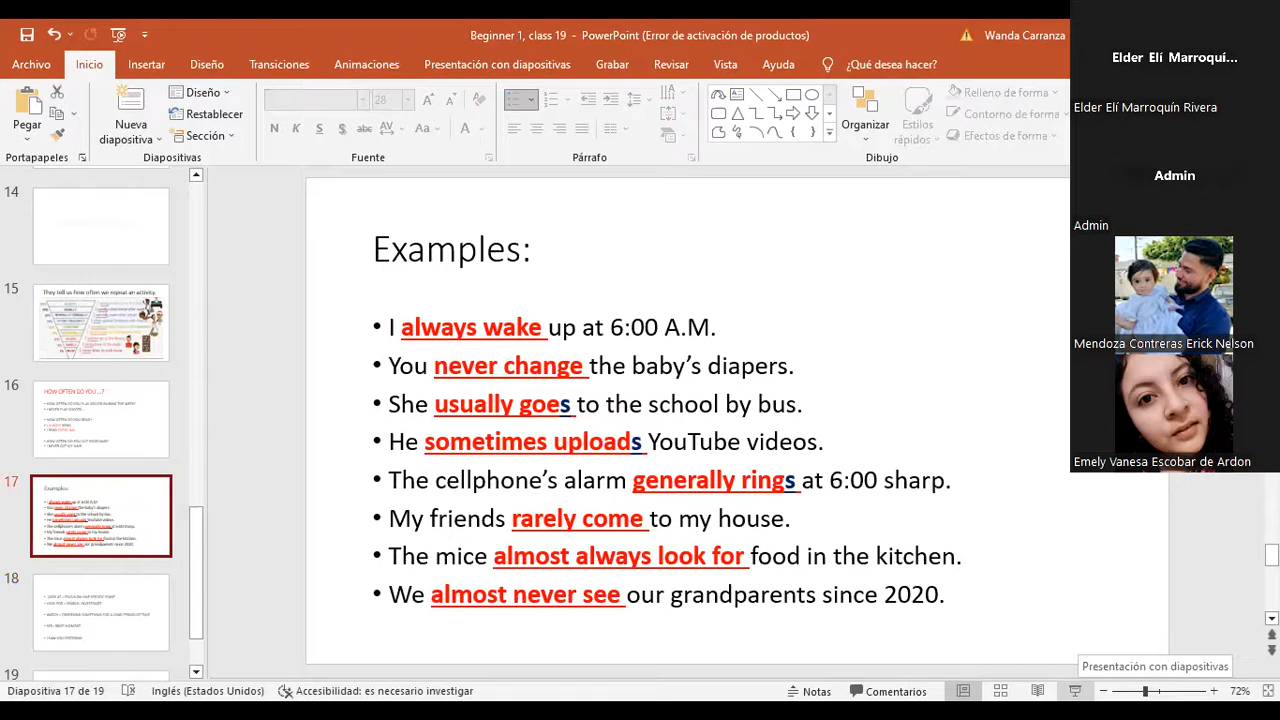 Beginner 1, class 19 - PowerPoint (Error de activación de productos)
Wanda Carranza
Archivo Inicio Insertar Diseño Transiciones Animaciones Presentación con diapositivas Grabar Revisar Vista Ayuda ¿Qué desea hacer?
Pegar
Portapapeles
Nueva diapositiva
Diseño
Restablecer
Sección
Diapositivas
28
N K S S abc AV Aa A
Fuente
Párrafo
Organizar
Estilos rápidos
Relleno de forma
Contorno de forma
Efectos de forma
Dibujo
Elder Elí Marroquí...
Elder Elí Marroquín Rivera
Admin
Admin
Mendoza Contreras Erick Nelson
Emely Vanesa Escobar de Ardon
14
15
They tell us how often we repeat an activity.
16
HOW OFTEN DO YOU ...?
17
18
19
Examples:
• I always wake up at 6:00 A.M.
• You never change the baby's diapers.
• She usually goes to the school by bus.
• He sometimes uploads YouTube videos.
• The cellphone's alarm generally rings at 6:00 sharp.
• My friends rarely come to my house.
• The mice almost always look for food in the kitchen.
• We almost never see our grandparents since 2020.
Presentación con diapositivas
Diapositiva 17 de 19
Inglés (Estados Unidos)
Accesibilidad: es necesario investigar
Notas
Comentarios
72%